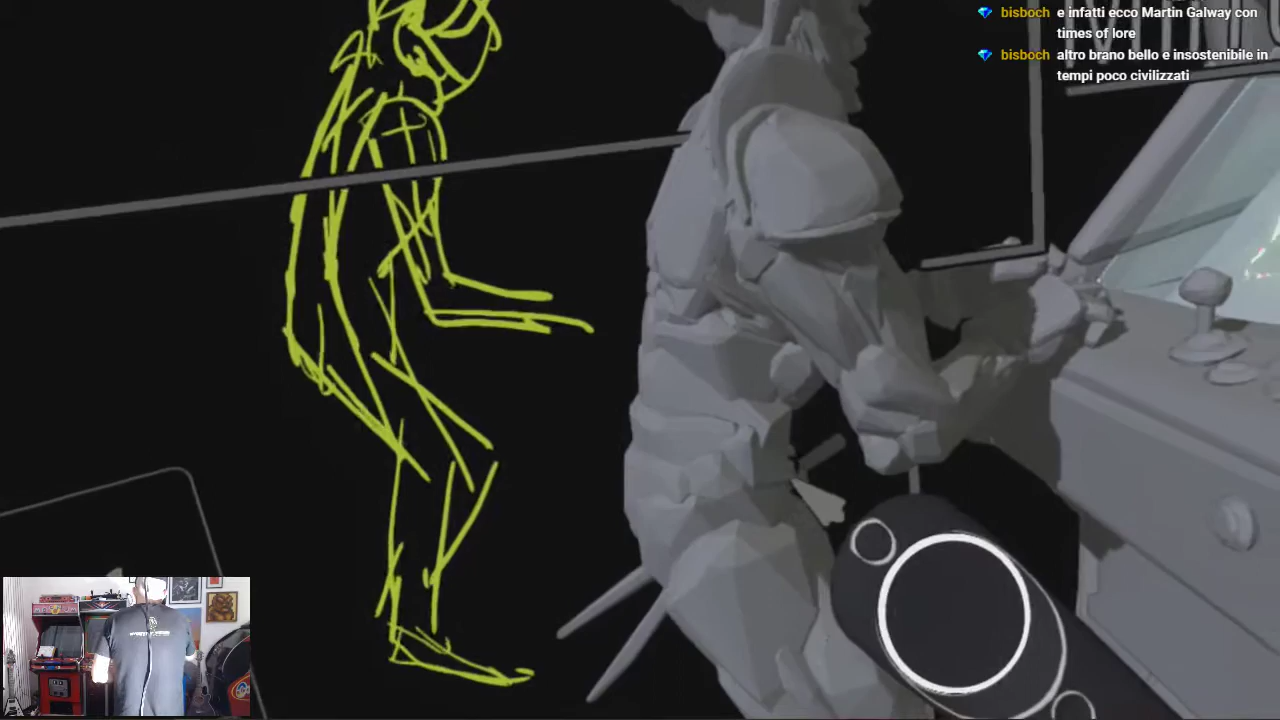 bisboch e infatti ecco Martin Galway con
times of lore
bisboch altro brano bello e insostenibile in
tempi poco civilizzati